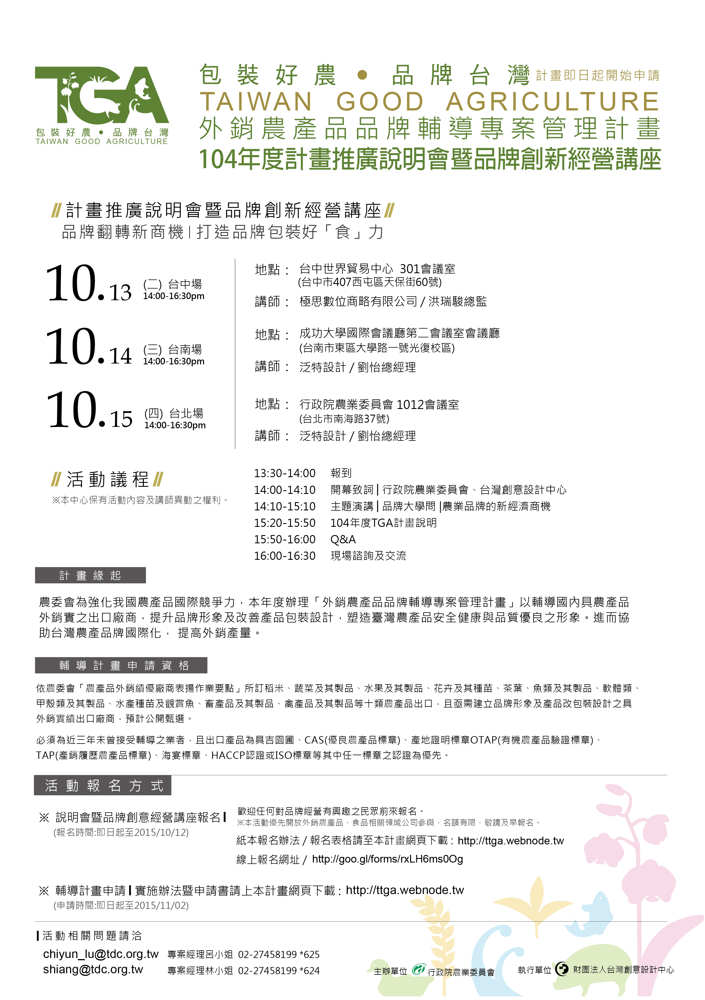 TGA
包裝好農•品牌台灣
TAIWAN GOOD AGRICULTURE
包裝好農•品牌台灣 計畫即日起開始申請
TAIWAN GOOD AGRICULTURE
外銷農產品品牌輔導專案管理計畫
104年度計畫推廣說明會暨品牌創新經營講座
//計畫推廣說明會暨品牌創新經營講座//
品牌翻轉新商機|打造品牌包裝好「食」力
10.13 (二) 台中場
14:00-16:30pm
地點: 台中世界貿易中心 301會議室
(台中市407西屯區天保街60號)
講師: 極思數位商略有限公司 / 洪瑞駿總監
10.14 (三) 台南場
14:00-16:30pm
地點: 成功大學國際會議廳第二會議室會議廳
(台南市東區大學路一號光復校區)
講師: 泛特設計 / 劉怡總經理
10.15 (四) 台北場
14:00-16:30pm
地點: 行政院農業委員會 1012會議室
(台北市南海路37號)
講師: 泛特設計 / 劉怡總經理
//活動議程//
※本中心保有活動內容及講師異動之權利。
13:30-14:00 報到
14:00-14:10 開幕致詞|行政院農業委員會、台灣創意設計中心
14:10-15:10 主題演講|品牌大學問|農業品牌的新經濟商機
15:20-15:50 104年度TGA計畫說明
15:50-16:00 Q&A
16:00-16:30 現場諮詢及交流
計畫緣起
農委會為強化我國農產品國際競爭力，本年度辦理「外銷農產品品牌輔導專案管理計畫」以輔導國內具農產品
外銷實之出口廠商，提升品牌形象及改善產品包裝設計，塑造臺灣農產品安全健康與品質優良之形象。進而協
助台灣農產品牌國際化， 提高外銷產量。
輔導計畫申請資格
依農委會「農產品外銷績優廠商表揚作業要點」所訂稻米、蔬菜及其製品、水果及其製品、花卉及其種苗、茶葉、魚類及其製品、軟體類、
甲殼類及其製品、水產種苗及觀賞魚、畜產品及其製品、禽產品及其製品等十類農產品出口，且亟需建立品牌形象及產品改包裝設計之具
外銷實績出口廠商，預計公開甄選。
必須為近三年未曾接受輔導之業者，且出口產品為具吉園圃、CAS(優良農產品標章)、產地證明標章OTAP(有機農產品驗證標章)、
TAP(產銷履歷農產品標章)、海宴標章、HACCP認證或ISO標章等其中任一標章之認證為優先。
活動報名方式
※ 說明會暨品牌創意經營講座報名|
(報名時間:即日起至2015/10/12)
歡迎任何對品牌經營有興趣之民眾前來報名。
※本活動優先開放外銷農產品、食品相關領域公司參與，名額有限，敬請及早報名。
紙本報名辦法 / 報名表格請至本計畫網頁下載: http://ttga.webnode.tw
線上報名網址 / http://goo.gl/forms/rxLH6ms0Og
※ 輔導計畫申請|實施辦法暨申請書請上本計畫網頁下載: http://ttga.webnode.tw
(申請時間:即日起至2015/11/02)
|活動相關問題請洽
chiyun_lu@tdc.org.tw 專案經理呂小姐 02-27458199 *625
shiang@tdc.org.tw 專案經理林小姐 02-27458199 *624
主辦單位 行政院農業委員會 執行單位 財團法人台灣創意設計中心